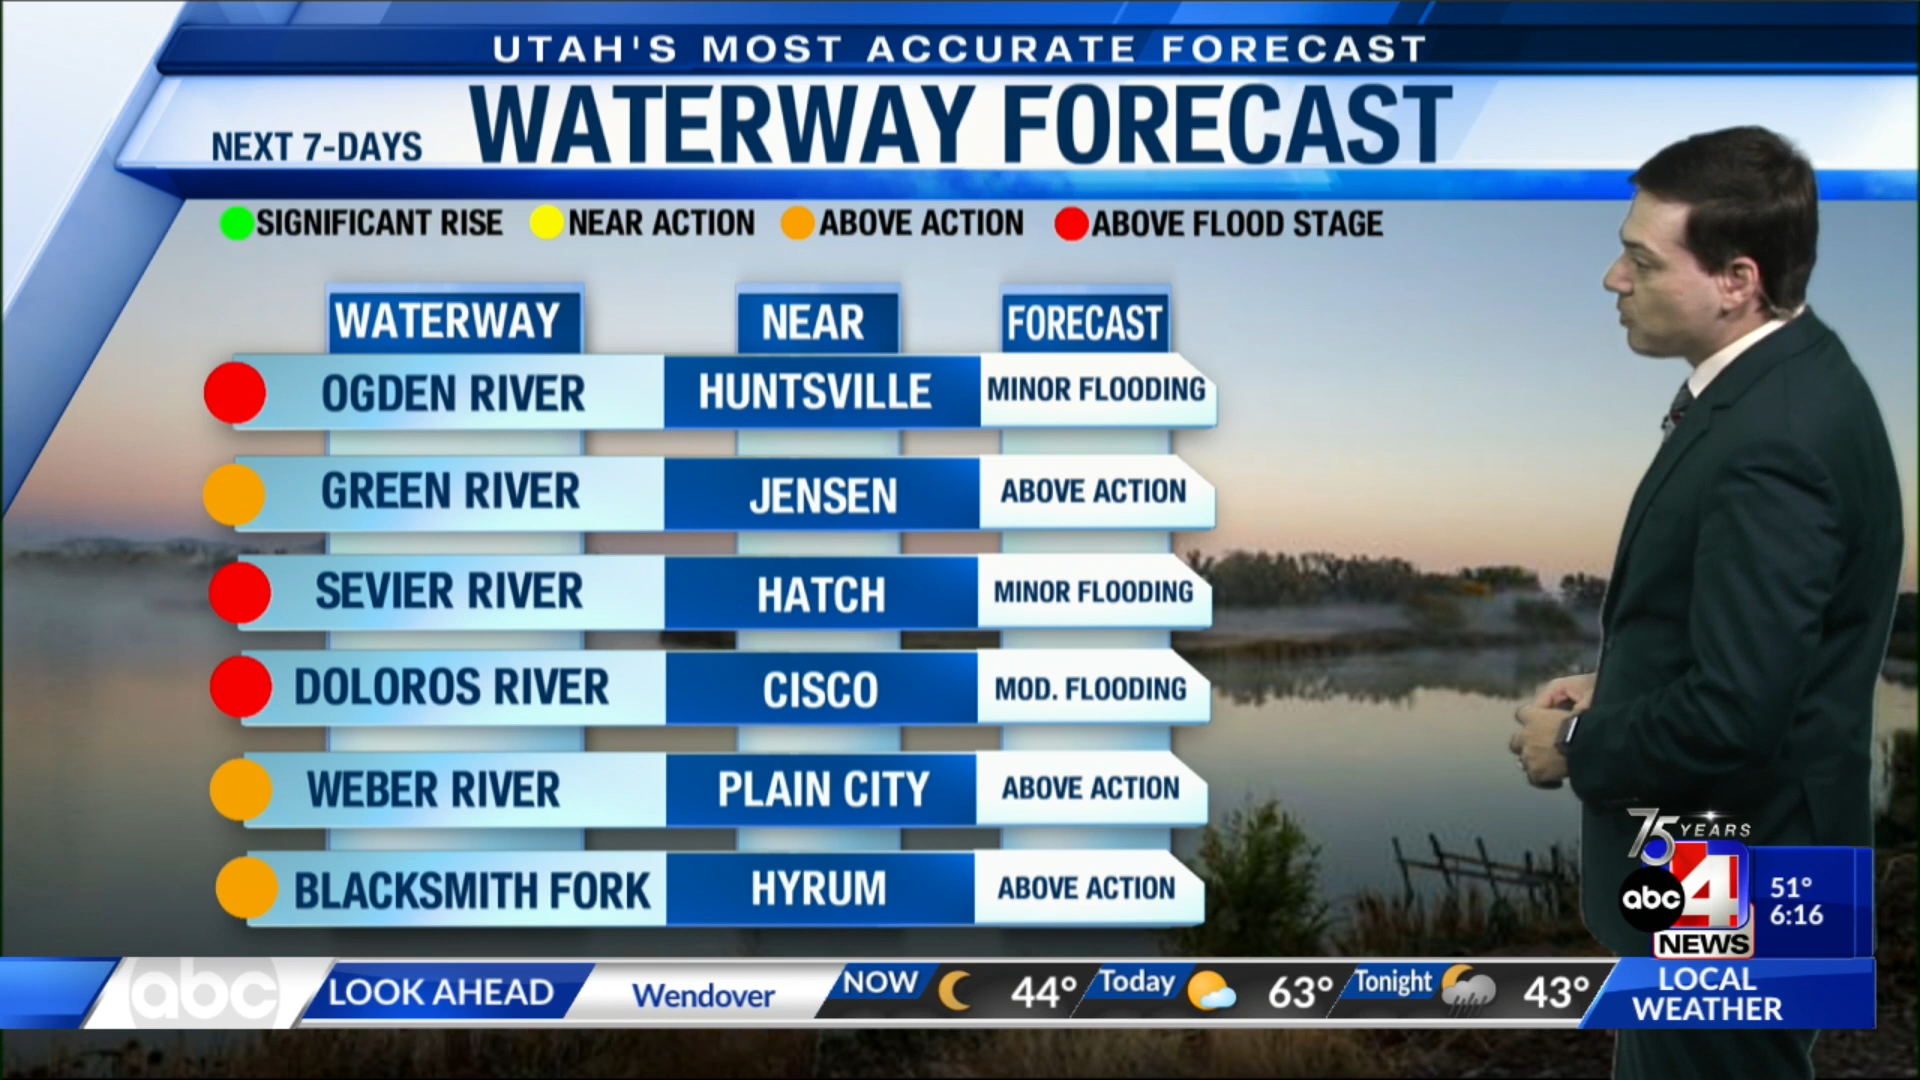 UTAH'S MOST ACCURATE FORECAST
NEXT 7-DAYS WATERWAY FORECAST
SIGNIFICANT RISE NEAR ACTION ABOVE ACTION ABOVE FLOOD STAGE
WATERWAY NEAR FORECAST
OGDEN RIVER HUNTSVILLE MINOR FLOODING
GREEN RIVER JENSEN ABOVE ACTION
SEVIER RIVER HATCH MINOR FLOODING
DOLOROS RIVER CISCO MOD. FLOODING
WEBER RIVER PLAIN CITY ABOVE ACTION
BLACKSMITH FORK HYRUM ABOVE ACTION
75 YEARS
abc 4
NEWS
51°
6:16
abc LOOK AHEAD Wendover NOW 44° Today 63° Tonight 43°
LOCAL
WEATHER